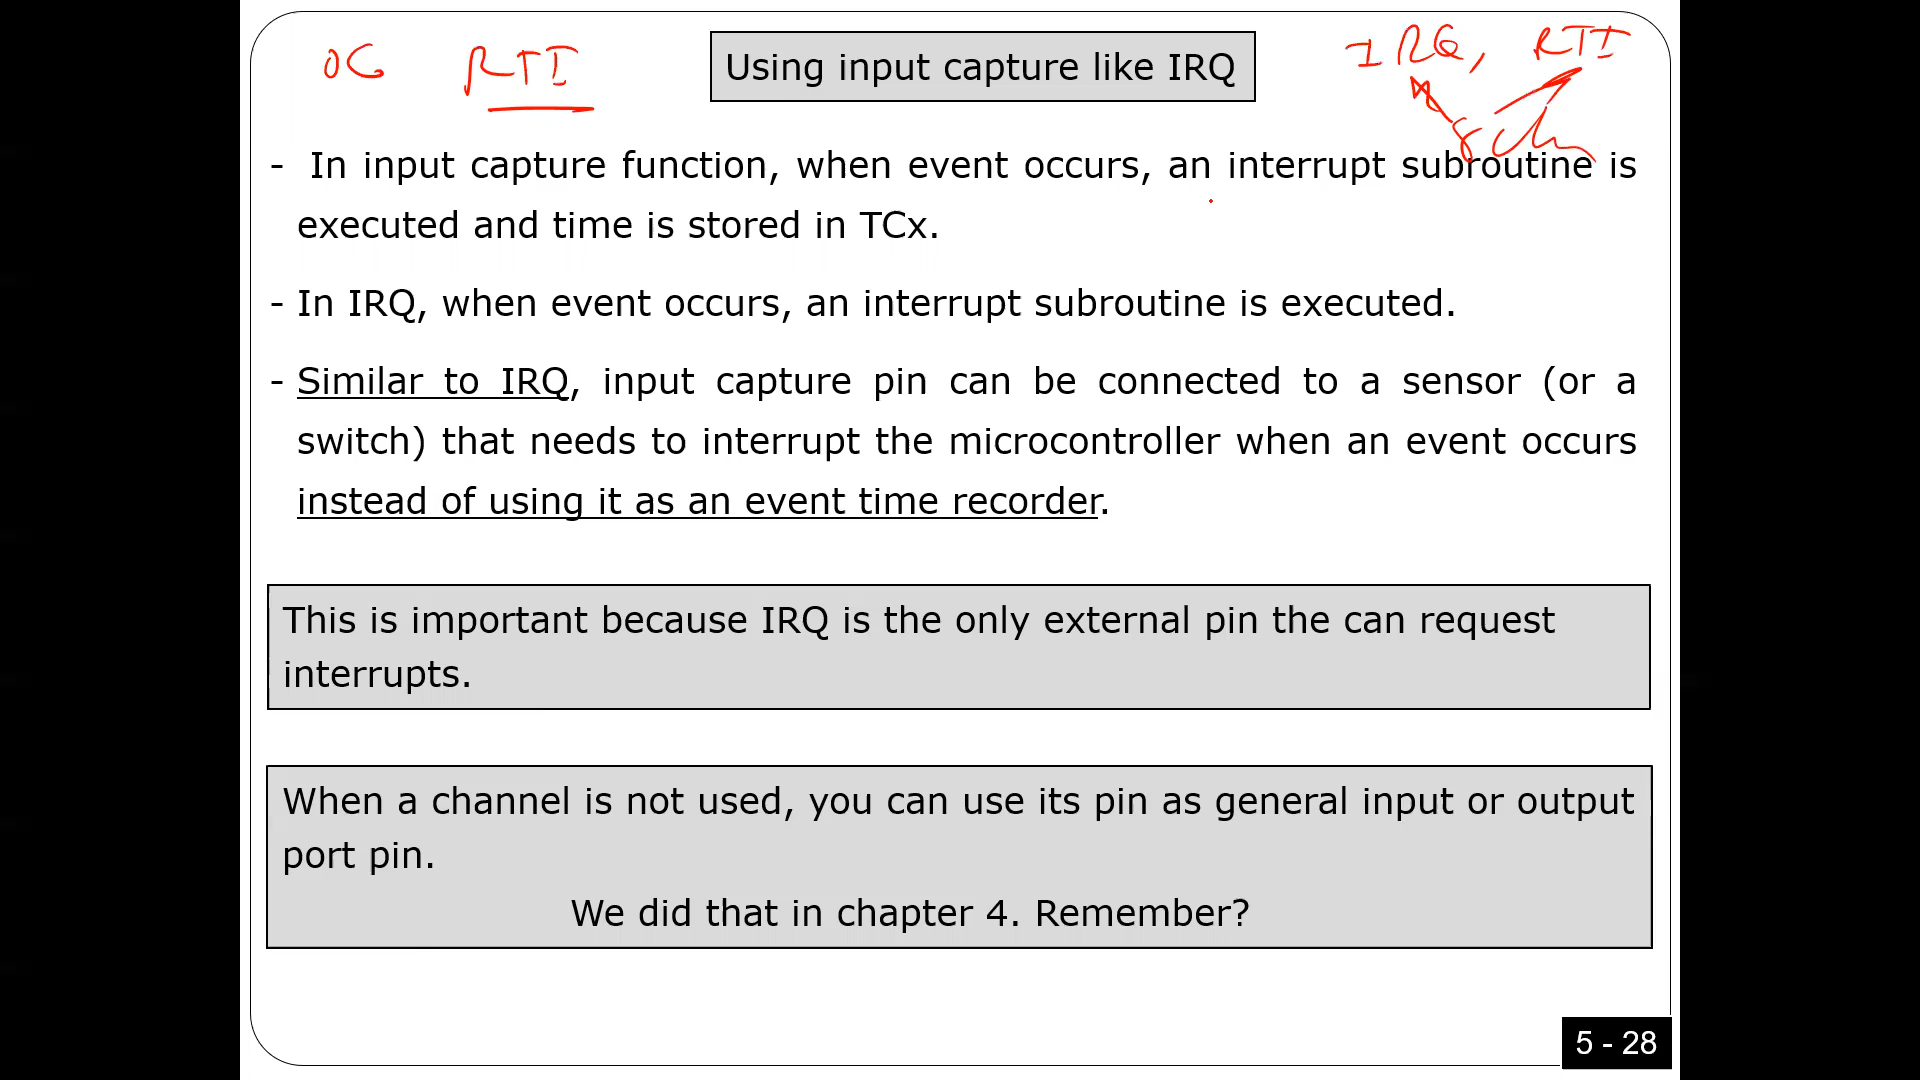 OC RTI
Using input capture like IRQ
IRQ, RTI
8 ch
- In input capture function, when event occurs, an interrupt subroutine is
executed and time is stored in TCx.
- In IRQ, when event occurs, an interrupt subroutine is executed.
- Similar to IRQ, input capture pin can be connected to a sensor (or a
switch) that needs to interrupt the microcontroller when an event occurs
instead of using it as an event time recorder.
This is important because IRQ is the only external pin the can request
interrupts.
When a channel is not used, you can use its pin as general input or output
port pin.
We did that in chapter 4. Remember?
5 - 28